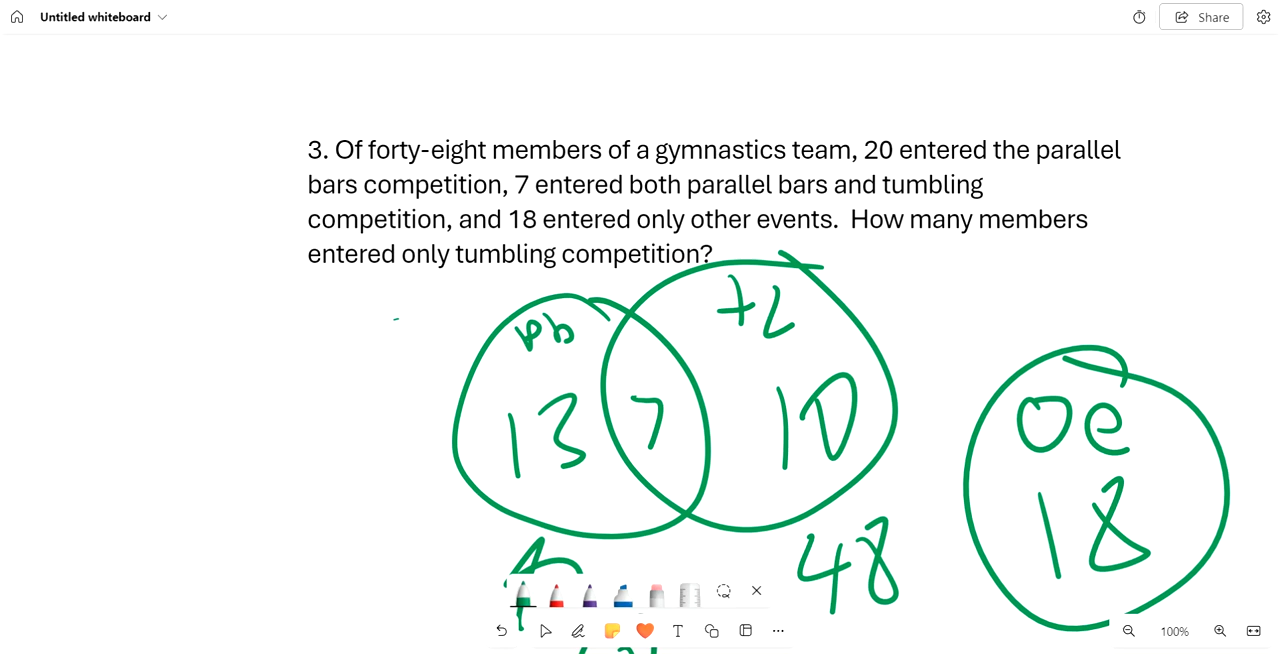 Untitled whiteboard
Share
3. Of forty-eight members of a gymnastics team, 20 entered the parallel
bars competition, 7 entered both parallel bars and tumbling
competition, and 18 entered only other events. How many members
entered only tumbling competition?
pb
13
7
10
oe
18
48
T
100%